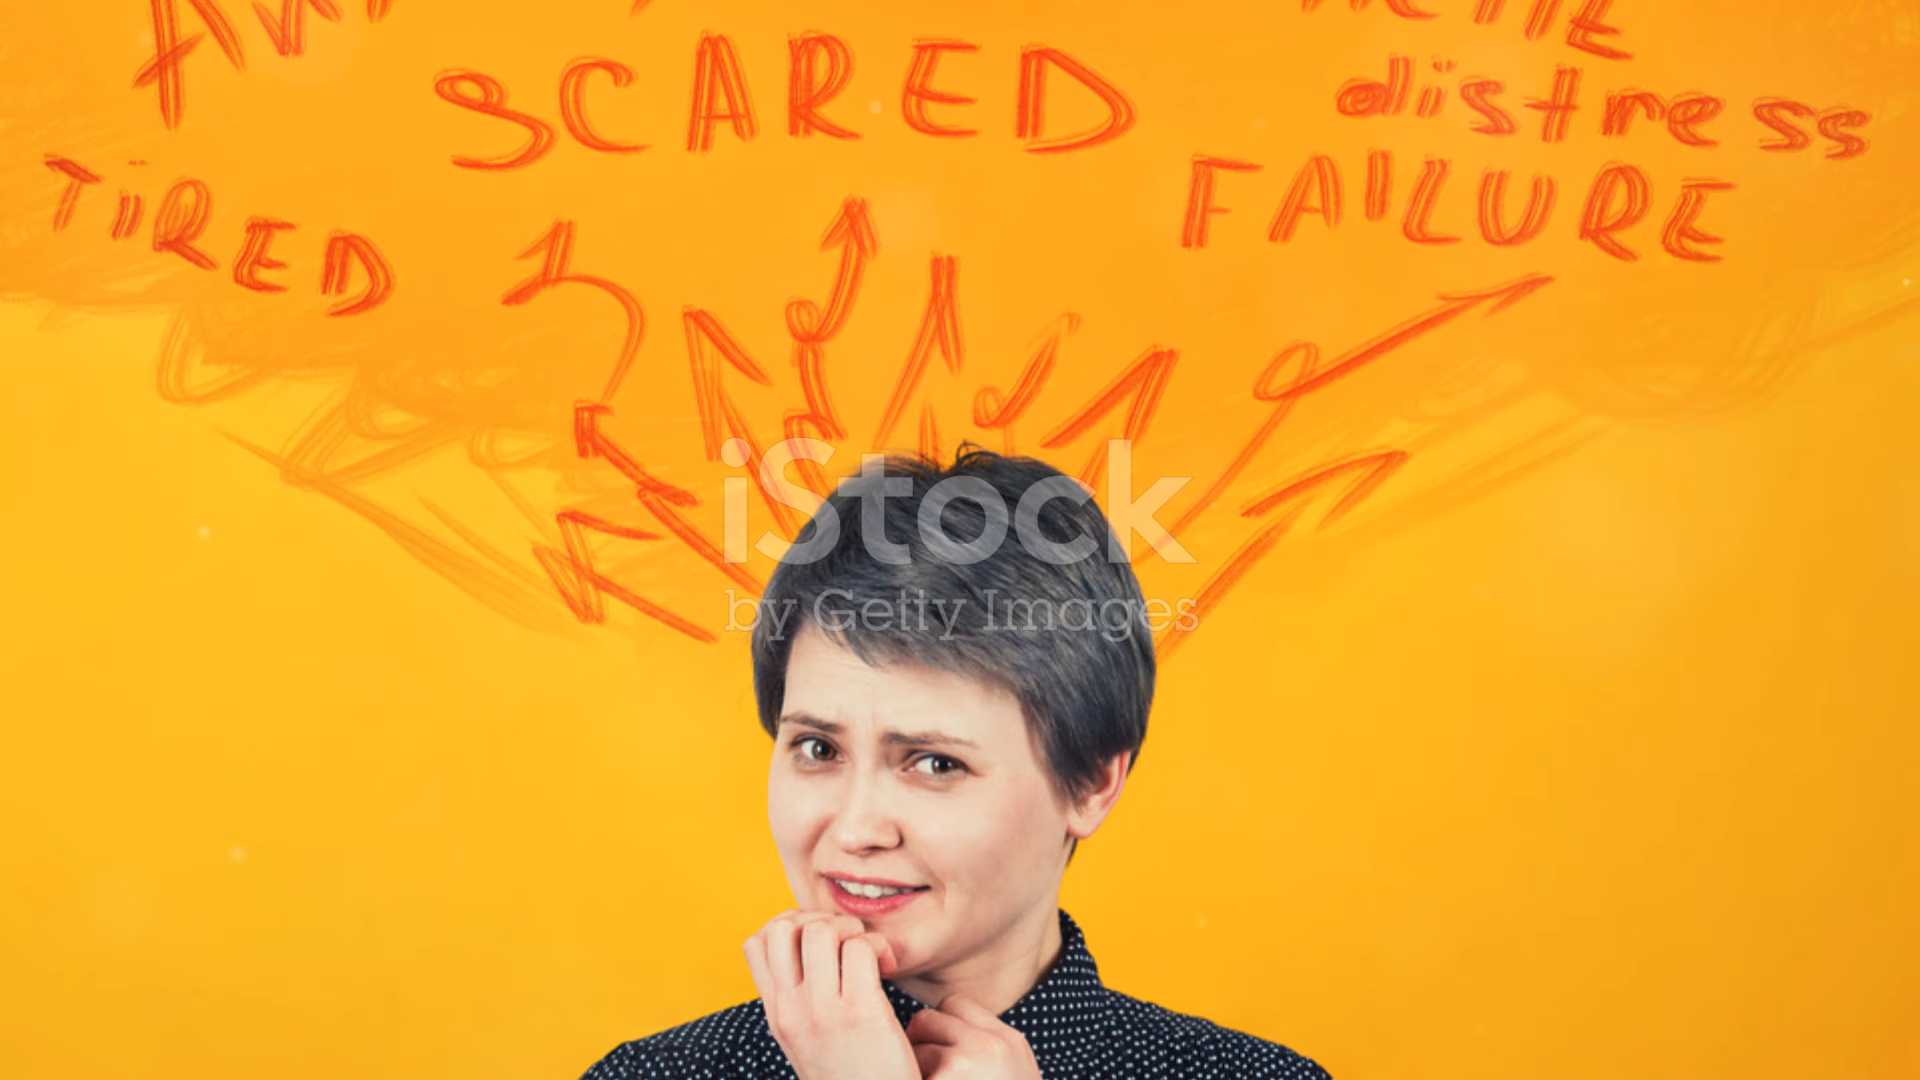 SCARED
distress
TIRED
FAILURE
iStock
by Getty Images